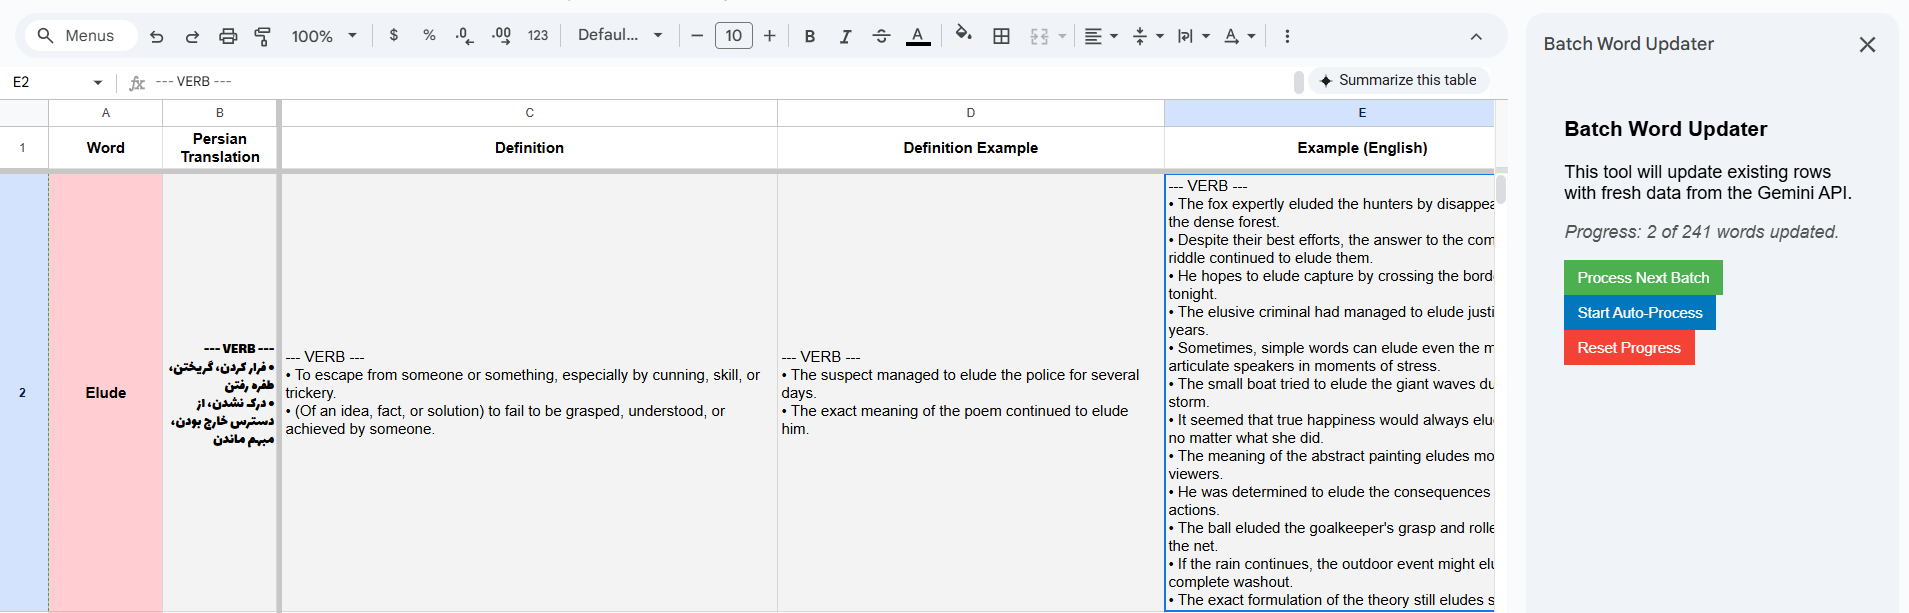 Menus
100%
$
%
.0
.00
123
Defaul...
10
B
I
A
Batch Word Updater
E2
fx
--- VERB ---
Summarize this table
A
B
C
D
E
1
Word
Persian
Translation
Definition
Definition Example
Example (English)
2
Elude
--- VERB ---
• فرار کردن، گریختن،
طفره رفتن
• درک نشدن، از
دسترس خارج بودن،
مبهم ماندن
--- VERB ---
• To escape from someone or something, especially by cunning, skill, or
trickery.
• (Of an idea, fact, or solution) to fail to be grasped, understood, or
achieved by someone.
--- VERB ---
• The suspect managed to elude the police for several
days.
• The exact meaning of the poem continued to elude
him.
--- VERB ---
• The fox expertly eluded the hunters by disappea
the dense forest.
• Despite their best efforts, the answer to the com
riddle continued to elude them.
• He hopes to elude capture by crossing the bord
tonight.
• The elusive criminal had managed to elude justi
years.
• Sometimes, simple words can elude even the m
articulate speakers in moments of stress.
• The small boat tried to elude the giant waves du
storm.
• It seemed that true happiness would always elu
no matter what she did.
• The meaning of the abstract painting eludes mo
viewers.
• He was determined to elude the consequences
actions.
• The ball eluded the goalkeeper's grasp and rolle
the net.
• If the rain continues, the outdoor event might elu
complete washout.
• The exact formulation of the theory still eludes s
Batch Word Updater
This tool will update existing rows
with fresh data from the Gemini API.
Progress: 2 of 241 words updated.
Process Next Batch
Start Auto-Process
Reset Progress